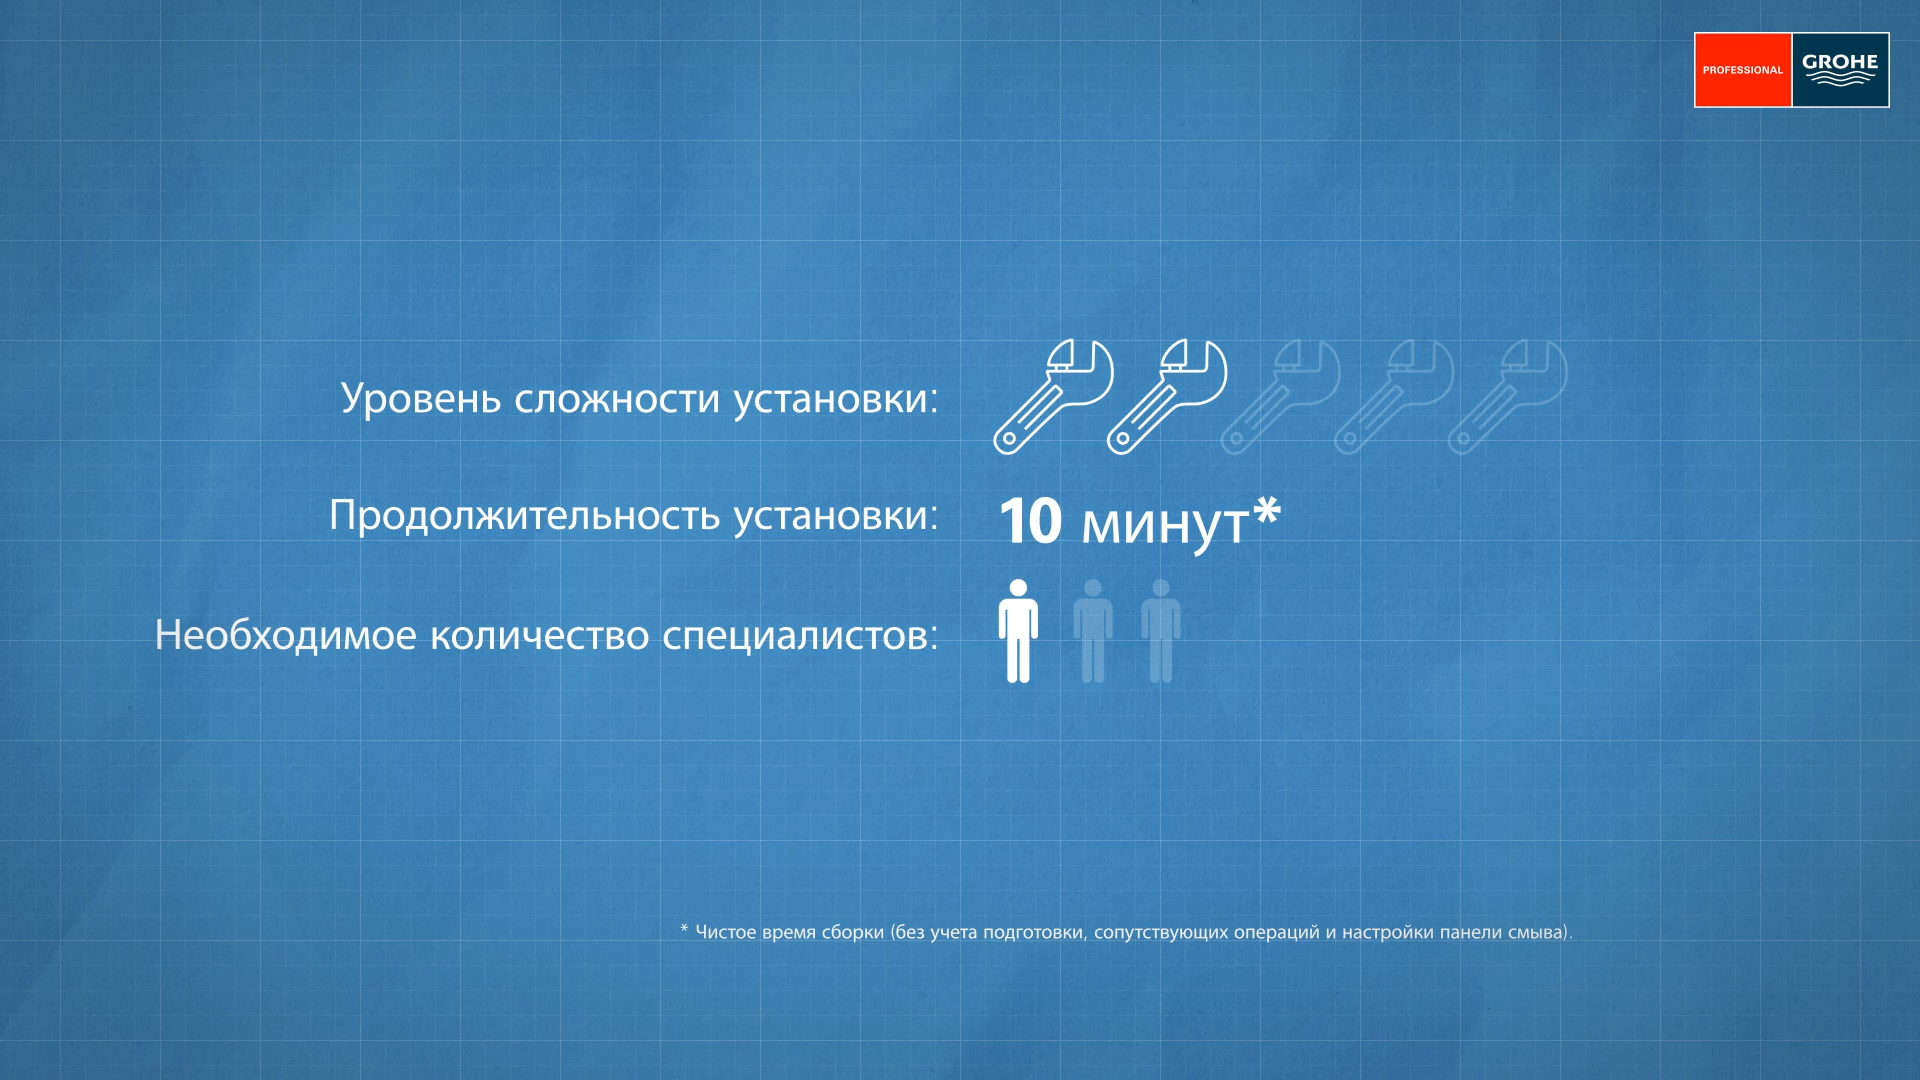 PROFESSIONAL
GROHE
Уровень сложности установки:
Продолжительность установки: 10 минут*
Необходимое количество специалистов:
* Чистое время сборки (без учета подготовки, сопутствующих операций и настройки панели смыва).